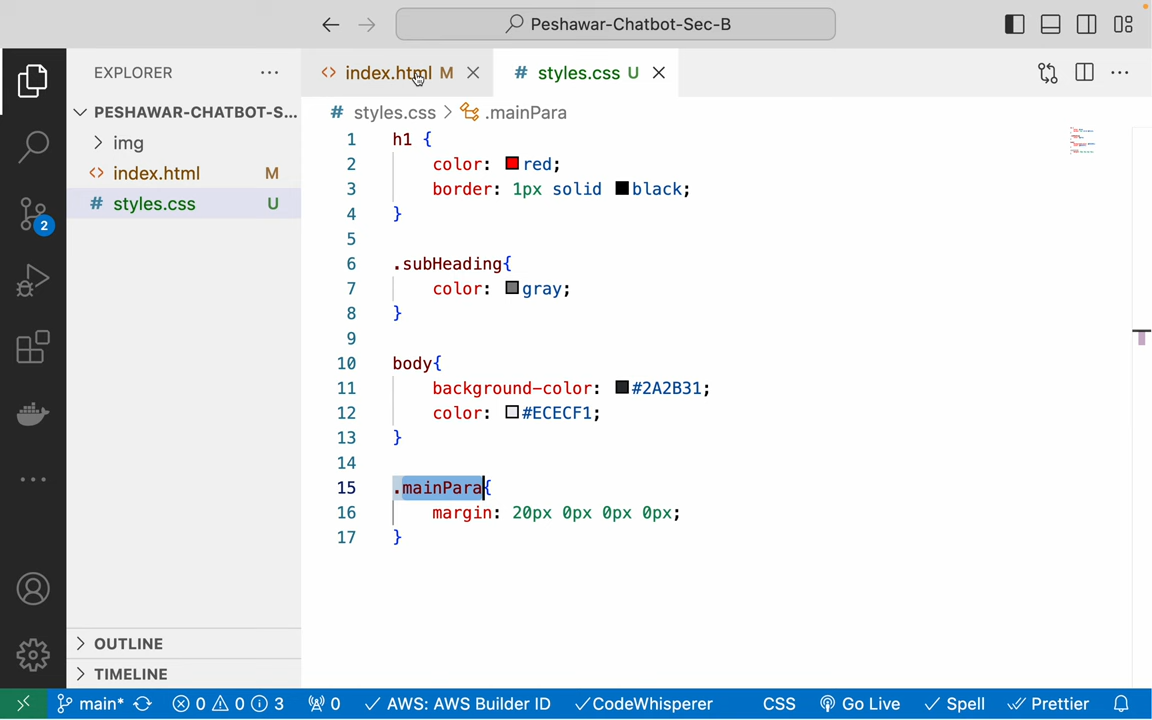 Peshawar-Chatbot-Sec-B
EXPLORER
index.html M
styles.css U
PESHAWAR-CHATBOT-S...
styles.css > .mainPara
img
index.html M
styles.css U
1 h1 {
2 color: red;
3 border: 1px solid black;
4 }
5
6 .subHeading{
7 color: gray;
8 }
9
10 body{
11 background-color: #2A2B31;
12 color: #ECECF1;
13 }
14
15 .mainPara{
16 margin: 20px 0px 0px 0px;
17 }
2
OUTLINE
TIMELINE
main* 0 0 3 0 AWS: AWS Builder ID CodeWhisperer CSS Go Live Spell Prettier